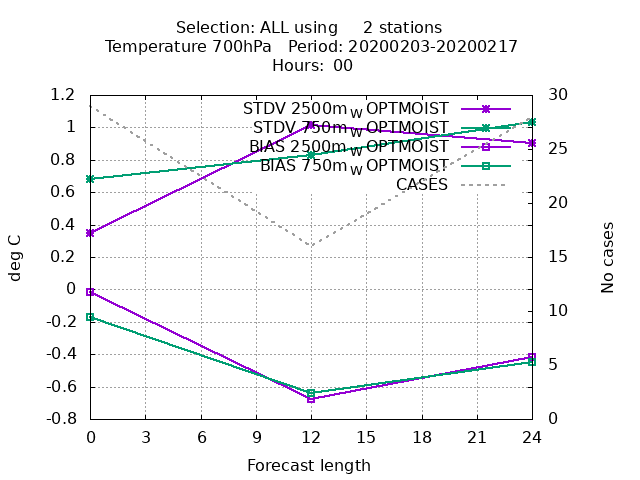 Selection: ALL using     2 stations
Temperature 700hPa   Period: 20200203-20200217
Hours:  00
1.2
1
0.8
0.6
0.4
0.2
0
-0.2
-0.4
-0.6
-0.8
deg C
STDV 2500m_W OPTMOIST
STDV 750m_W OPTMOIST
BIAS 2500m_W OPTMOIST
BIAS 750m_W OPTMOIST
CASES
30
25
20
15
10
5
0
No cases
0 3 6 9 12 15 18 21 24
Forecast length